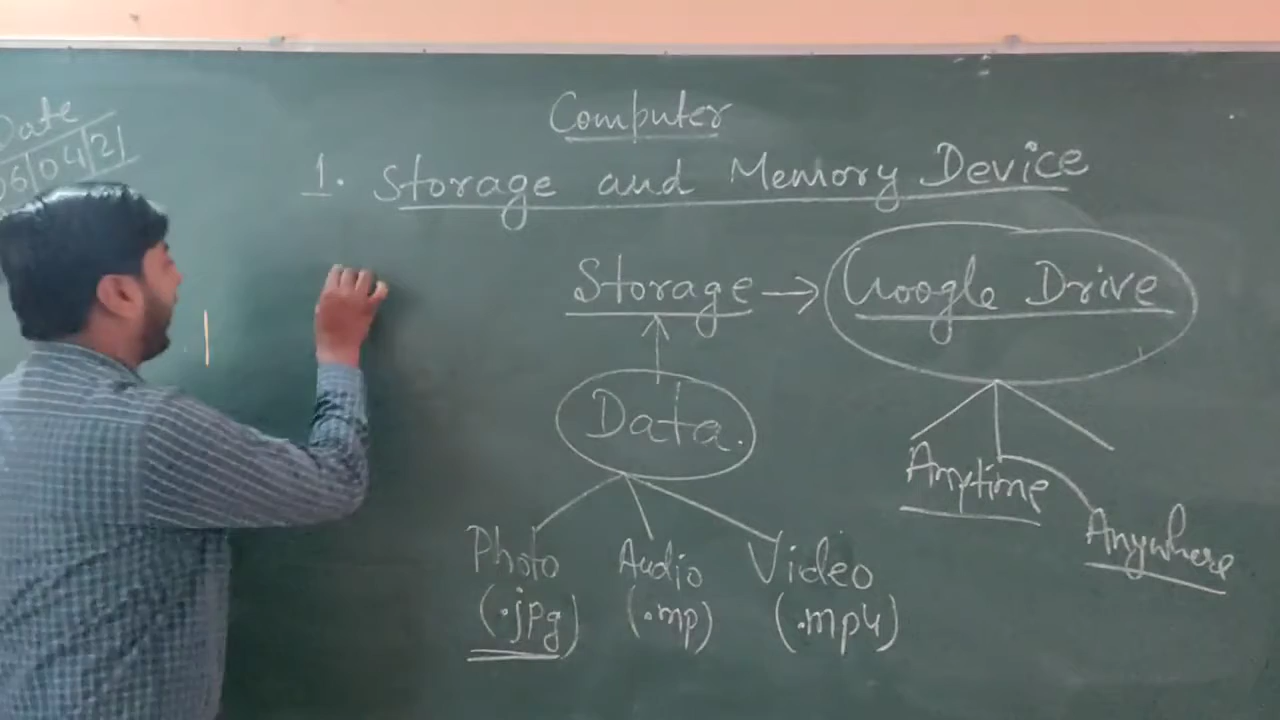 Date
06/04/21
Computer
1. Storage and Memory Device
Storage → Google Drive
Data.
Anytime
Anywhere
Photo Audio Video
(.jpg) (.mp) (.mp4)